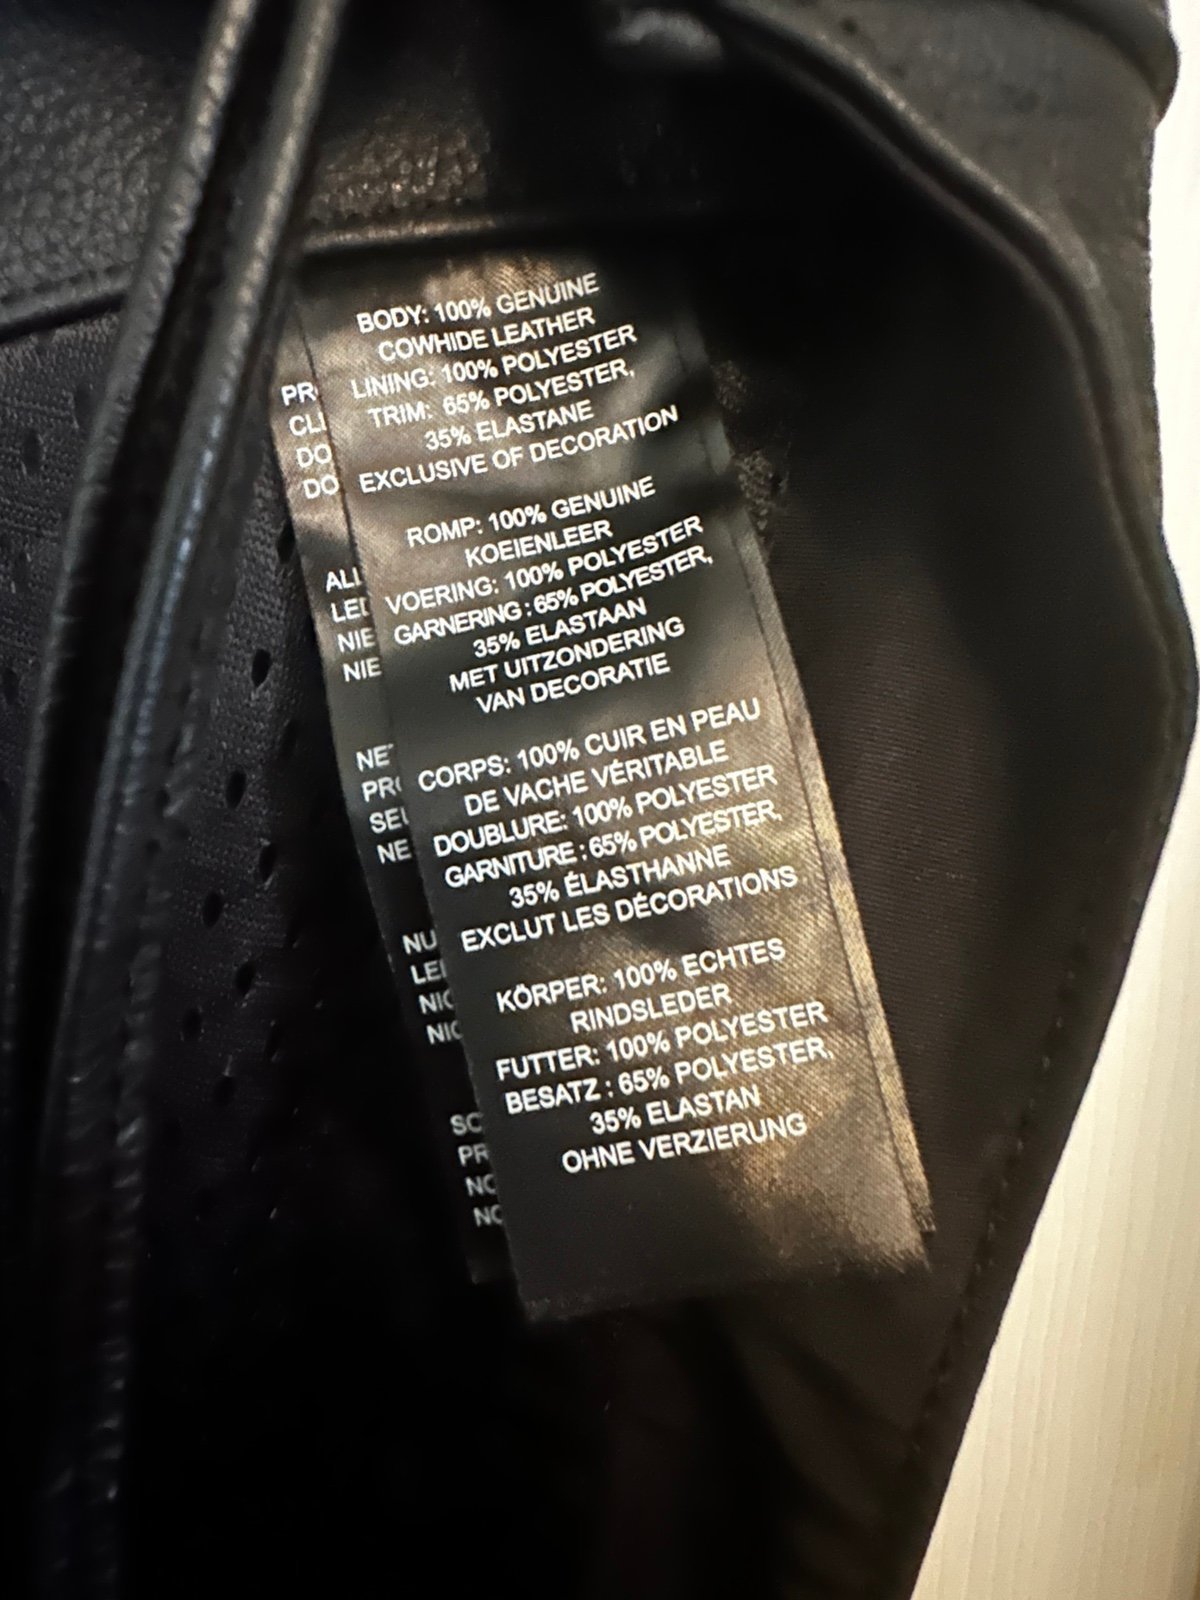 BODY: 100% GENUINE
COWHIDE LEATHER
LINING: 100% POLYESTER
TRIM: 65% POLYESTER,
35% ELASTANE
EXCLUSIVE OF DECORATION
ROMP: 100% GENUINE
KOEIENLEER
VOERING: 100% POLYESTER
GARNERING : 65% POLYESTER,
35% ELASTAAN
MET UITZONDERING
VAN DECORATIE
CORPS: 100% CUIR EN PEAU
DE VACHE VÉRITABLE
DOUBLURE: 100% POLYESTER
GARNITURE : 65% POLYESTER,
35% ÉLASTHANNE
EXCLUT LES DÉCORATIONS
KÖRPER: 100% ECHTES
RINDSLEDER
FUTTER: 100% POLYESTER
BESATZ : 65% POLYESTER,
35% ELASTAN
OHNE VERZIERUNG